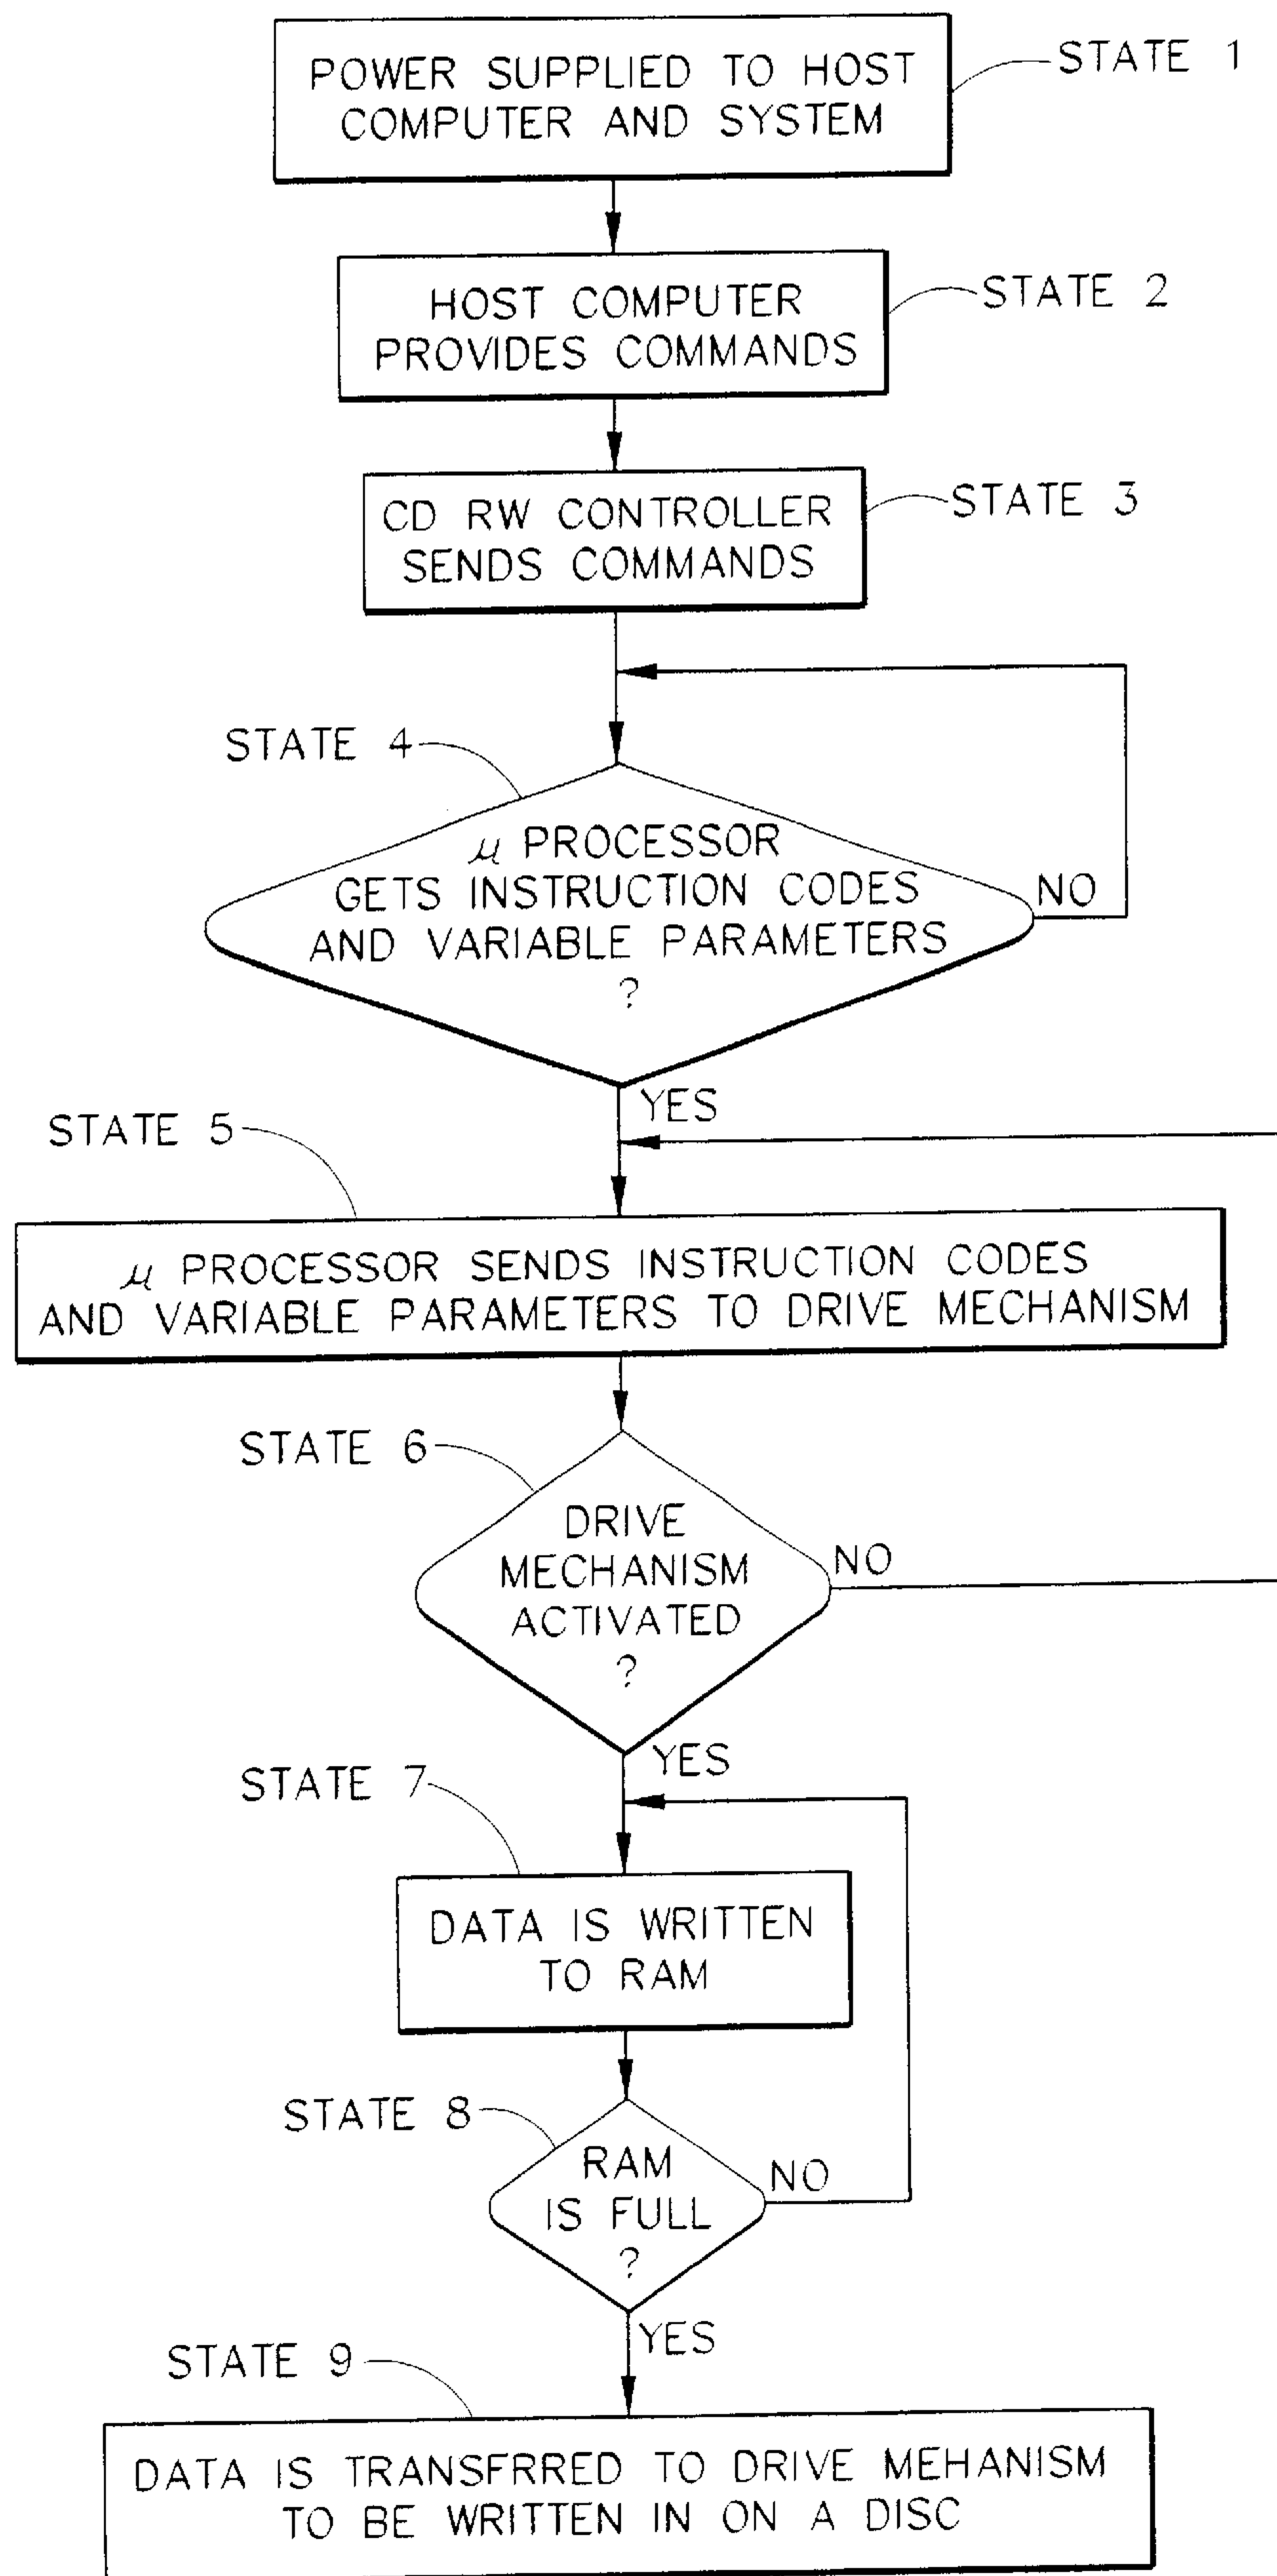 POWER SUPPLIED TO HOST
COMPUTER AND SYSTEM
STATE 1
HOST COMPUTER
PROVIDES COMMANDS
STATE 2
CD RW CONTROLLER
SENDS COMMANDS
STATE 3
STATE 4
μ PROCESSOR
GETS INSTRUCTION CODES
AND VARIABLE PARAMETERS
?
NO
YES
STATE 5
μ PROCESSOR SENDS INSTRUCTION CODES
AND VARIABLE PARAMETERS TO DRIVE MECHANISM
STATE 6
DRIVE
MECHANISM
ACTIVATED
?
NO
YES
STATE 7
DATA IS WRITTEN
TO RAM
STATE 8
RAM
IS FULL
?
NO
YES
STATE 9
DATA IS TRANSFRRED TO DRIVE MEHANISM
TO BE WRITTEN IN ON A DISC